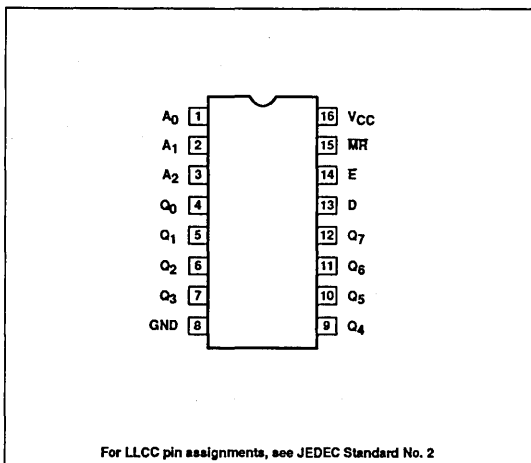 A0 1 16 VCC
A1 2 15 M̅R̅
A2 3 14 E̅
Q0 4 13 D
Q1 5 12 Q7
Q2 6 11 Q6
Q3 7 10 Q5
GND 8 9 Q4
For LLCC pin assignments, see JEDEC Standard No. 2